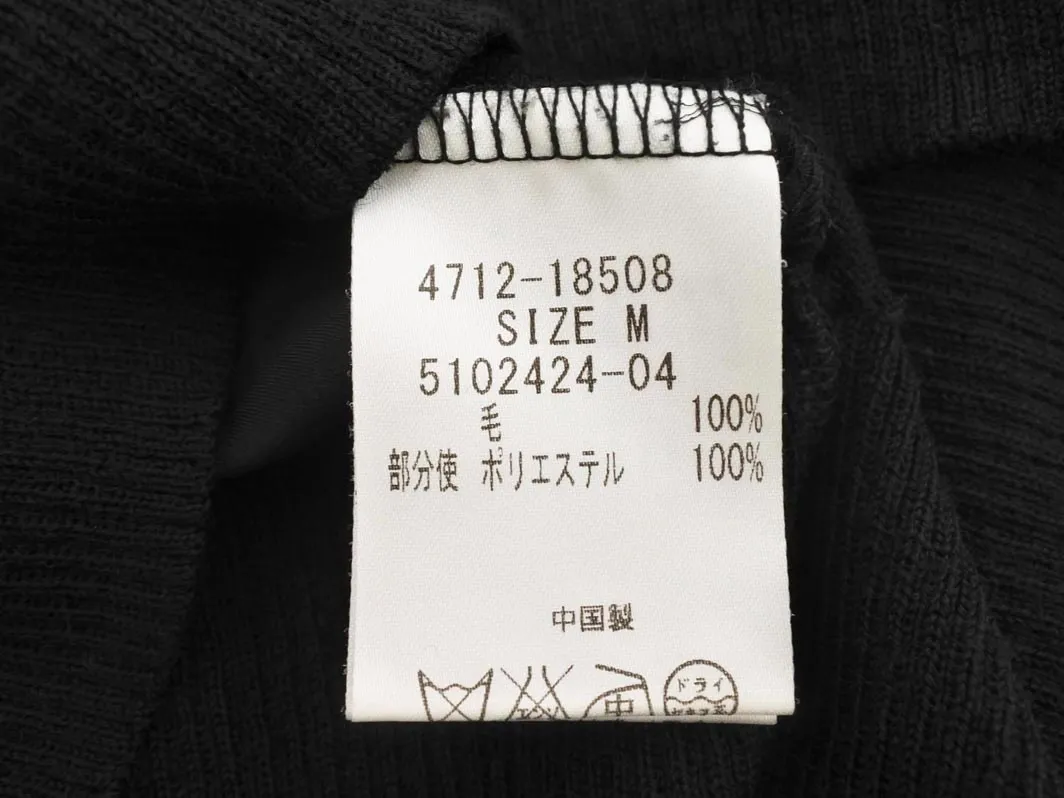 4712-18508
SIZE M
5102424-04
毛 100%
部分使 ポリエステル 100%
中国製
中
ドライ